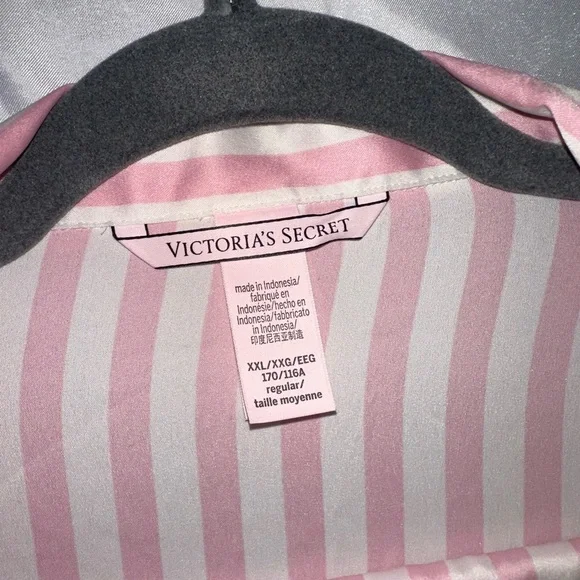 VICTORIA'S SECRET
made in Indonesia/
fabriqué en
Indonésie/hecho en
Indonesia/fabbricato
in Indonesia/
印度尼西亚制造
XXL/XXG/EEG
170/116A
regular/
taille moyenne